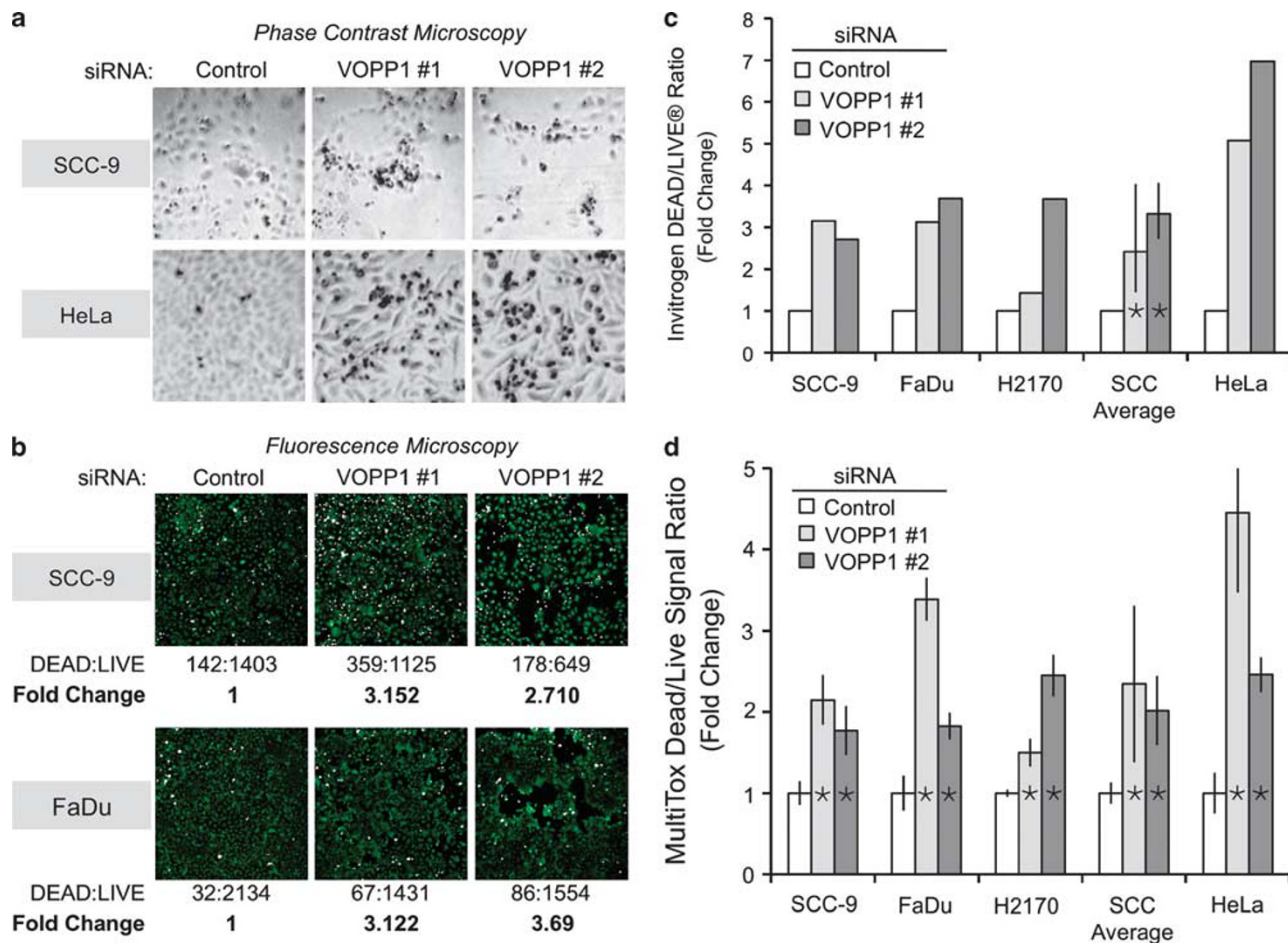 a
Phase Contrast Microscopy
siRNA: Control VOPP1 #1 VOPP1 #2
SCC-9
HeLa
b
Fluorescence Microscopy
siRNA: Control VOPP1 #1 VOPP1 #2
SCC-9
DEAD:LIVE 142:1403 359:1125 178:649
Fold Change 1 3.152 2.710
FaDu
DEAD:LIVE 32:2134 67:1431 86:1554
Fold Change 1 3.122 3.69
c
Invitrogen DEAD/LIVE® Ratio
(Fold Change)
8
7
6
5
4
3
2
1
0
siRNA
Control
VOPP1 #1
VOPP1 #2
* *
SCC-9 FaDu H2170 SCC Average HeLa
d
MultiTox Dead/Live Signal Ratio
(Fold Change)
5
4
3
2
1
0
siRNA
Control
VOPP1 #1
VOPP1 #2
* * * * * * * * * *
SCC-9 FaDu H2170 SCC Average HeLa